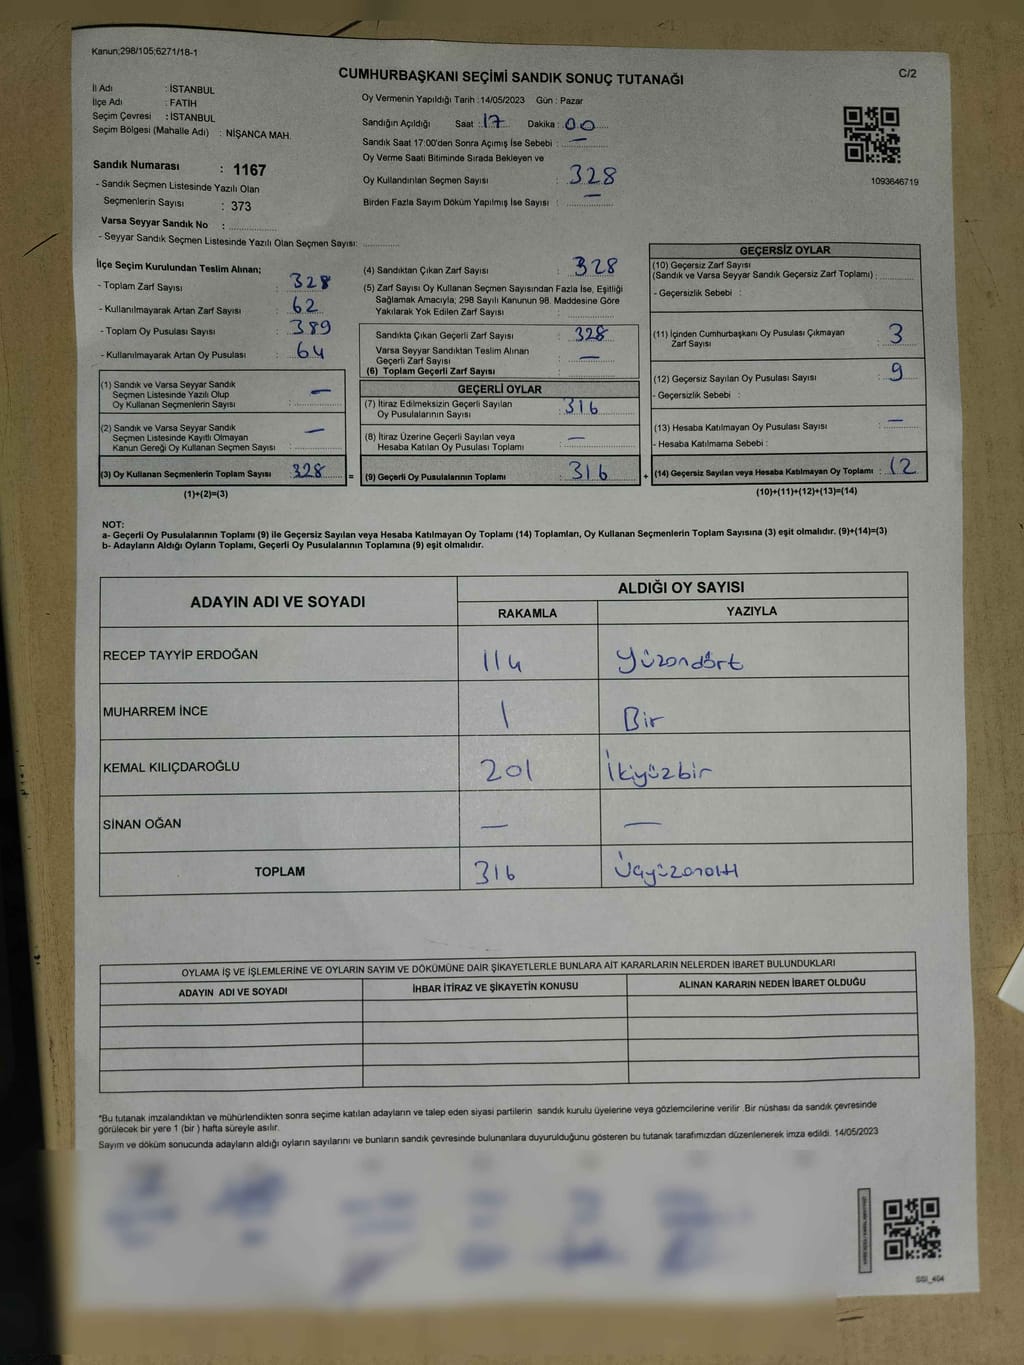 Kanun;298/105;6271/18-1
C/2
CUMHURBAŞKANI SEÇİMİ SANDIK SONUÇ TUTANAĞI
İl Adı : İSTANBUL
İlçe Adı : FATİH
Seçim Çevresi : İSTANBUL
Seçim Bölgesi (Mahalle Adı) : NİŞANCA MAH.
Sandık Numarası : 1167
- Sandık Seçmen Listesinde Yazılı Olan
Seçmenlerin Sayısı : 373
Varsa Seyyar Sandık No : ..............
- Seyyar Sandık Seçmen Listesinde Yazılı Olan Seçmen Sayısı: ............
Oy Vermenin Yapıldığı Tarih : 14/05/2023 Gün : Pazar
Sandığın Açıldığı Saat : 17 Dakika : 00
Sandık Saat 17:00'den Sonra Açımış İse Sebebi : —
Oy Verme Saati Bitiminde Sırada Bekleyen ve
Oy Kullandırılan Seçmen Sayısı : 328
Birden Fazla Sayım Döküm Yapılmış İse Sayısı : —
1093646719
İlçe Seçim Kurulundan Teslim Alınan;
- Toplam Zarf Sayısı : 328
- Kullanılmayarak Artan Zarf Sayısı : 62
- Toplam Oy Pusulası Sayısı : 389
- Kullanılmayarak Artan Oy Pusulası : 64
(1) Sandık ve Varsa Seyyar Sandık
Seçmen Listesinde Yazılı Olup
Oy Kullanan Seçmenlerin Sayısı : —
(2) Sandık ve Varsa Seyyar Sandık
Seçmen Listesinde Kayıtlı Olmayan
Kanun Gereği Oy Kullanan Seçmen Sayısı : —
(3) Oy Kullanan Seçmenlerin Toplam Sayısı : 328 =
(1)+(2)=(3)
(4) Sandıktan Çıkan Zarf Sayısı : 328
(5) Zarf Sayısı Oy Kullanan Seçmen Sayısından Fazla İse, Eşitliği
Sağlamak Amacıyla; 298 Sayılı Kanunun 98. Maddesine Göre
Yakılarak Yok Edilen Zarf Sayısı :
Sandıkta Çıkan Geçerli Zarf Sayısı : 328
Varsa Seyyar Sandıktan Teslim Alınan
Geçerli Zarf Sayısı : —
(6) Toplam Geçerli Zarf Sayısı :
GEÇERLİ OYLAR
(7) İtiraz Edilmeksizin Geçerli Sayılan
Oy Pusulalarının Sayısı : 316
(8) İtiraz Üzerine Geçerli Sayılan veya
Hesaba Katılan Oy Pusulası Toplamı : —
(9) Geçerli Oy Pusulalarının Toplamı : 316 +
GEÇERSİZ OYLAR
(10) Geçersiz Zarf Sayısı
(Sandık ve Varsa Seyyar Sandık Geçersiz Zarf Toplamı) :
- Geçersizlik Sebebi :
(11) İçinden Cumhurbaşkanı Oy Pusulası Çıkmayan
Zarf Sayısı : 3
(12) Geçersiz Sayılan Oy Pusulası Sayısı : 9
- Geçersizlik Sebebi :
(13) Hesaba Katılmayan Oy Pusulası Sayısı : —
- Hesaba Katılmama Sebebi :
(14) Geçersiz Sayılan veya Hesaba Katılmayan Oy Toplamı : 12
(10)+(11)+(12)+(13)=(14)
NOT:
a- Geçerli Oy Pusulalarının Toplamı (9) ile Geçersiz Sayılan veya Hesaba Katılmayan Oy Toplamı (14) Toplamları, Oy Kullanan Seçmenlerin Toplam Sayısına (3) eşit olmalıdır. (9)+(14)=(3)
b- Adayların Aldığı Oyların Toplamı, Geçerli Oy Pusulalarının Toplamına (9) eşit olmalıdır.
ADAYIN ADI VE SOYADI ALDIĞI OY SAYISI
RAKAMLA YAZIYLA
RECEP TAYYİP ERDOĞAN 114 Yüzondört
MUHARREM İNCE 1 Bir
KEMAL KILIÇDAROĞLU 201 İkiyüzbir
SİNAN OĞAN — —
TOPLAM 316 Üçyüzonaltı
OYLAMA İŞ VE İŞLEMLERİNE VE OYLARIN SAYIM VE DÖKÜMÜNE DAİR ŞİKAYETLERLE BUNLARA AİT KARARLARIN NELERDEN İBARET BULUNDUKLARI
ADAYIN ADI VE SOYADI İHBAR İTİRAZ VE ŞİKAYETİN KONUSU ALINAN KARARIN NEDEN İBARET OLDUĞU
*Bu tutanak imzalandıktan ve mühürlendikten sonra seçime katılan adayların ve talep eden siyasi partilerin sandık kurulu üyelerine veya gözlemcilerine verilir .Bir nüshası da sandık çevresinde
görülecek bir yere 1 (bir ) hafta süreyle asılır.
Sayım ve döküm sonucunda adayların aldığı oyların sayılarını ve bunların sandık çevresinde bulunanlara duyurulduğunu gösteren bu tutanak tarafımızdan düzenlenerek imza edildi. 14/05/2023
SSI_404